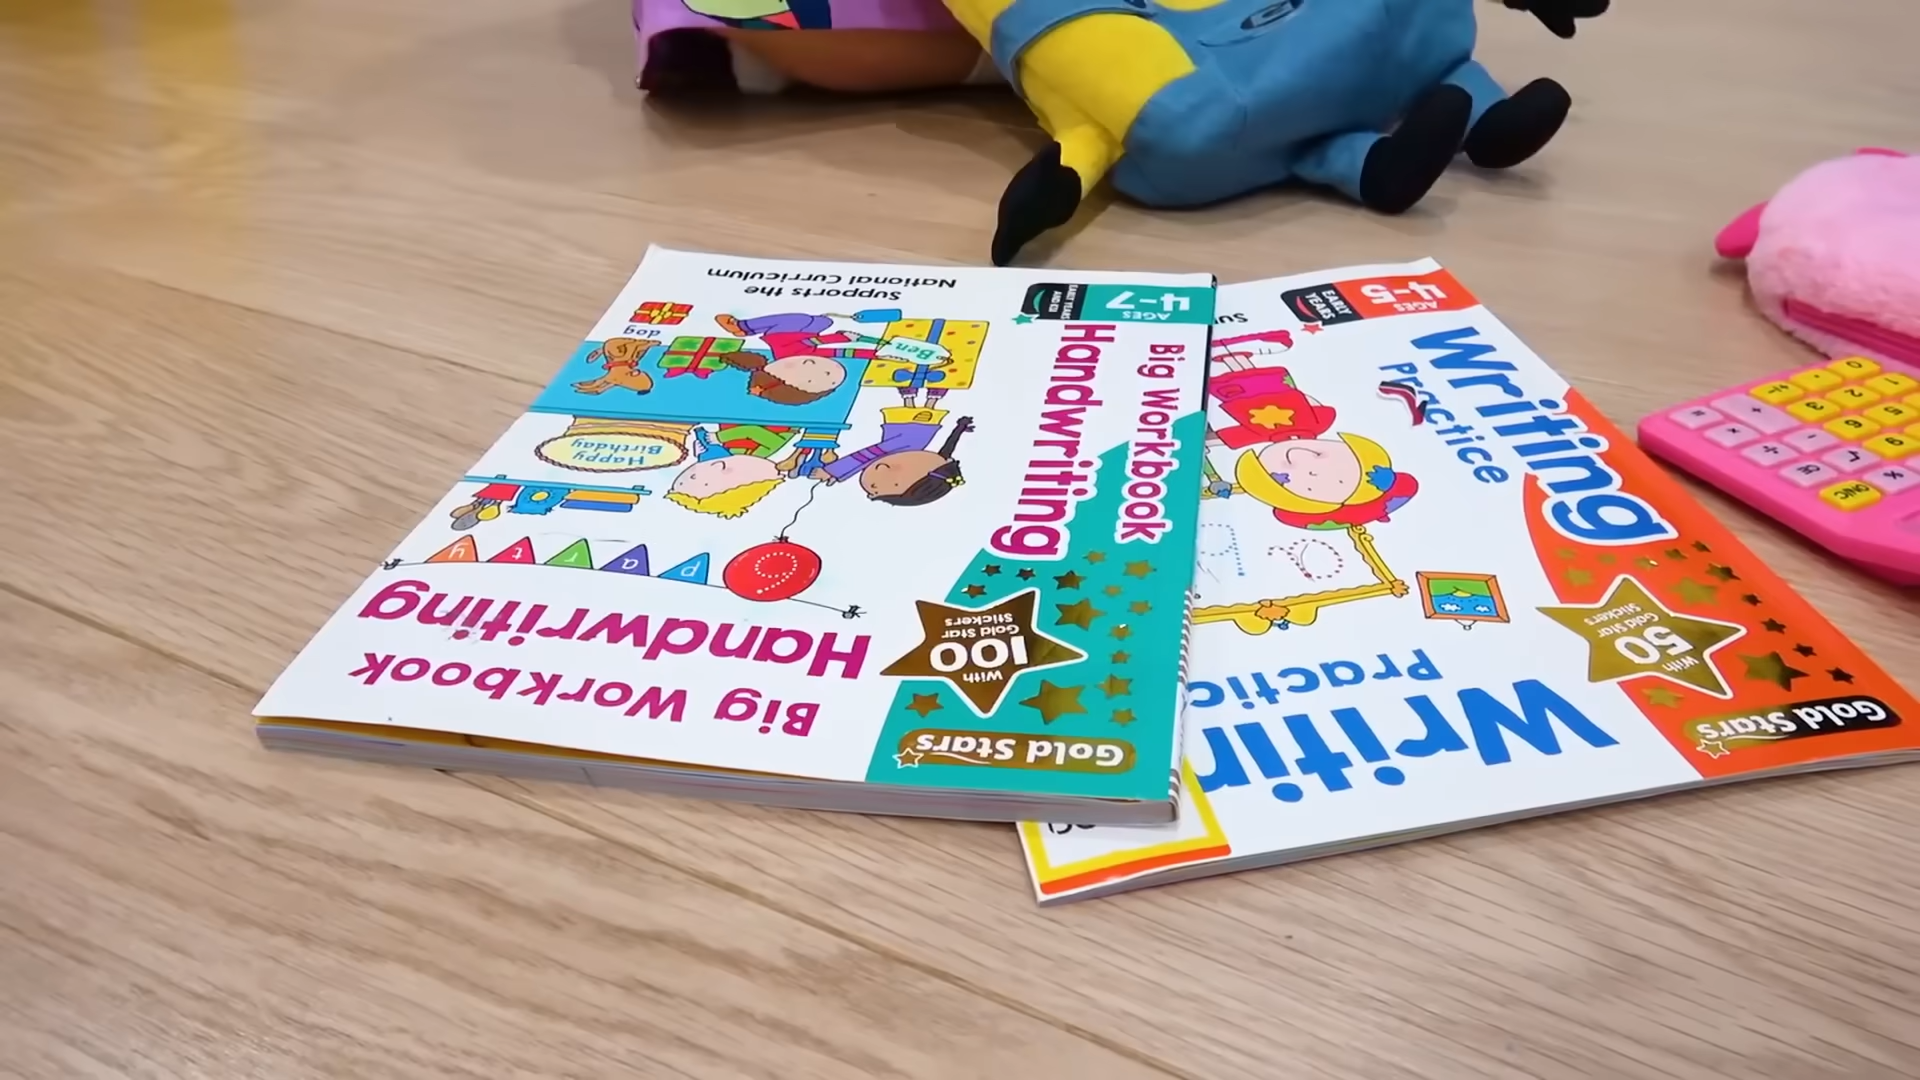 Gold Stars
Big Workbook
Handwriting
With
100
Gold Star
Stickers
party
Happy
Birthday
Ben
dog
Supports the
National Curriculum
AGES
4-7
EARLY YEARS
AND KS1
Big Workbook
Handwriting
Gold Stars
Writin
Practic
With
50
Gold Star
Stickers
Writing
Practice
AGES
4-5
EARLY
YEARS
Su